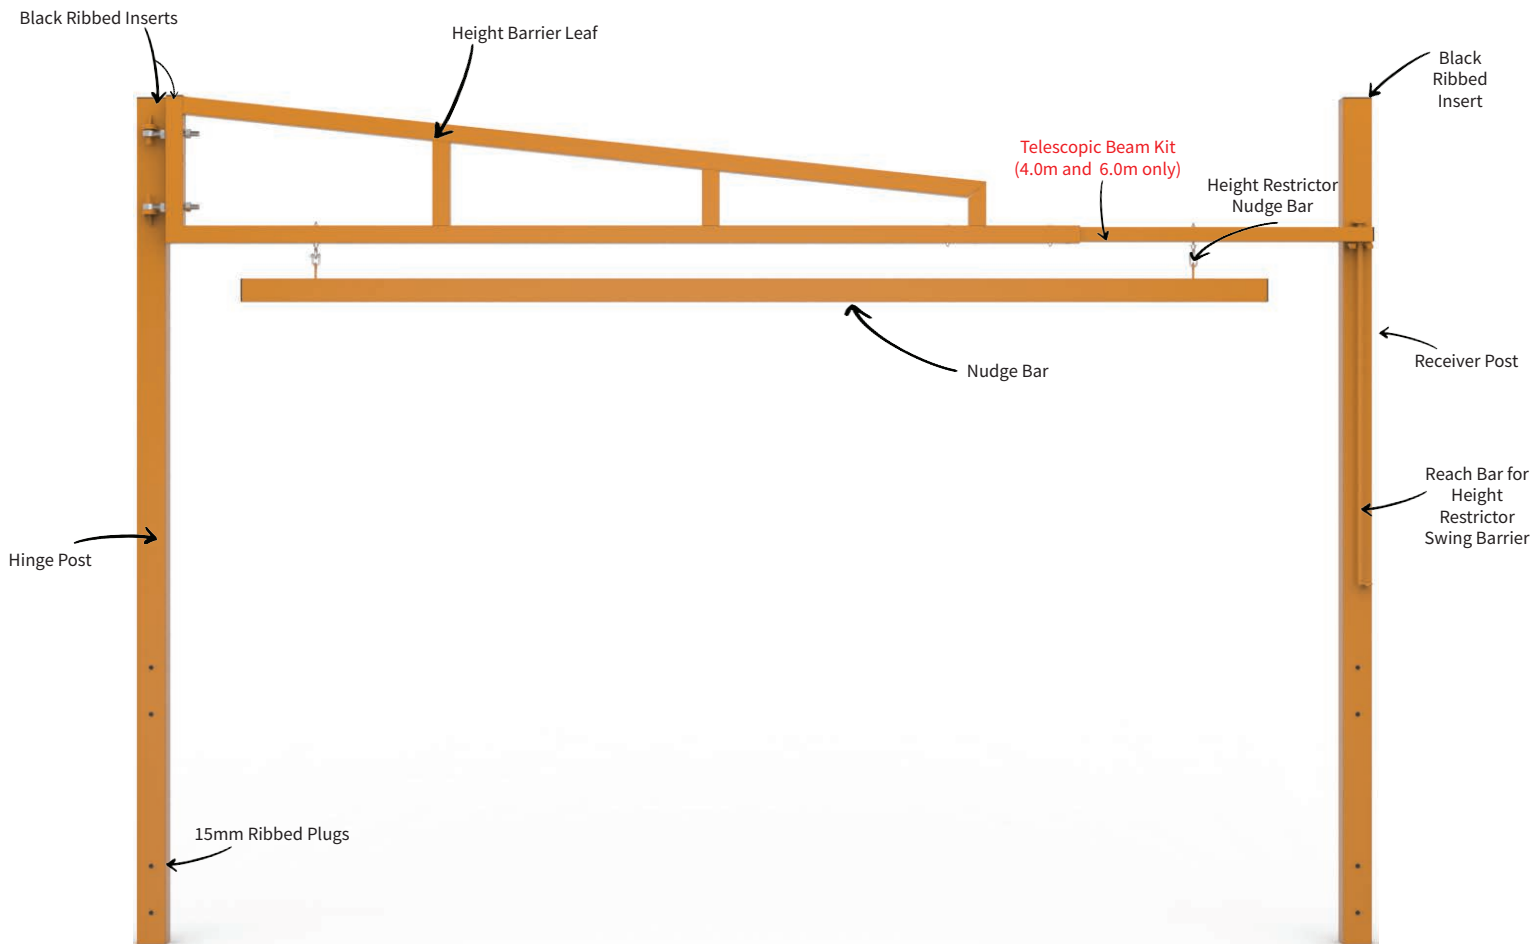 Black Ribbed Inserts
Height Barrier Leaf
Black
Ribbed
Insert
Telescopic Beam Kit
(4.0m and 6.0m only)
Height Restrictor
Nudge Bar
Receiver Post
Nudge Bar
Reach Bar for
Height
Restrictor
Swing Barrier
Hinge Post
15mm Ribbed Plugs